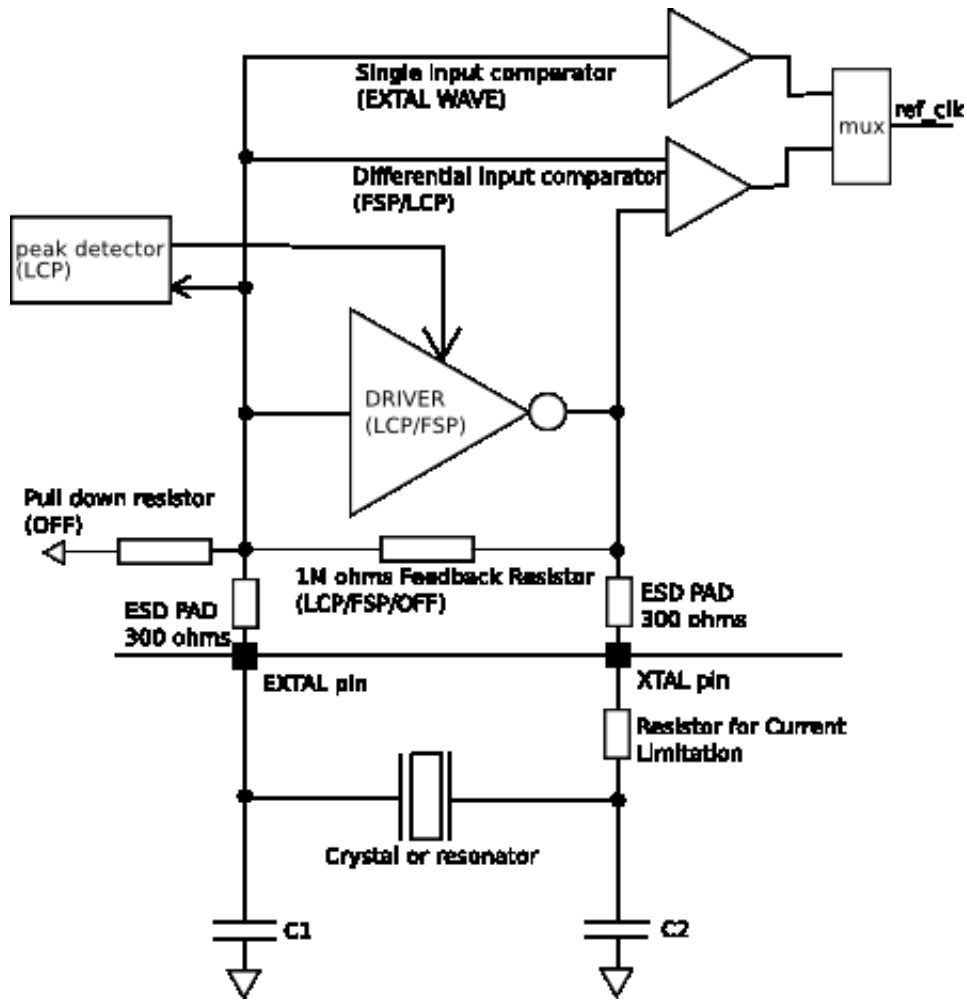 Single input comparator
(EXTAL WAVE)
mux
ref_clk
Differential input comparator
(FSP/LCP)
peak detector
(LCP)
DRIVER
(LCP/FSP)
Pull down resistor
(OFF)
1M ohms Feedback Resistor
(LCP/FSP/OFF)
ESD PAD
300 ohms
ESD PAD
300 ohms
EXTAL pin
XTAL pin
Resistor for Current
Limitation
Crystal or resonator
C1
C2